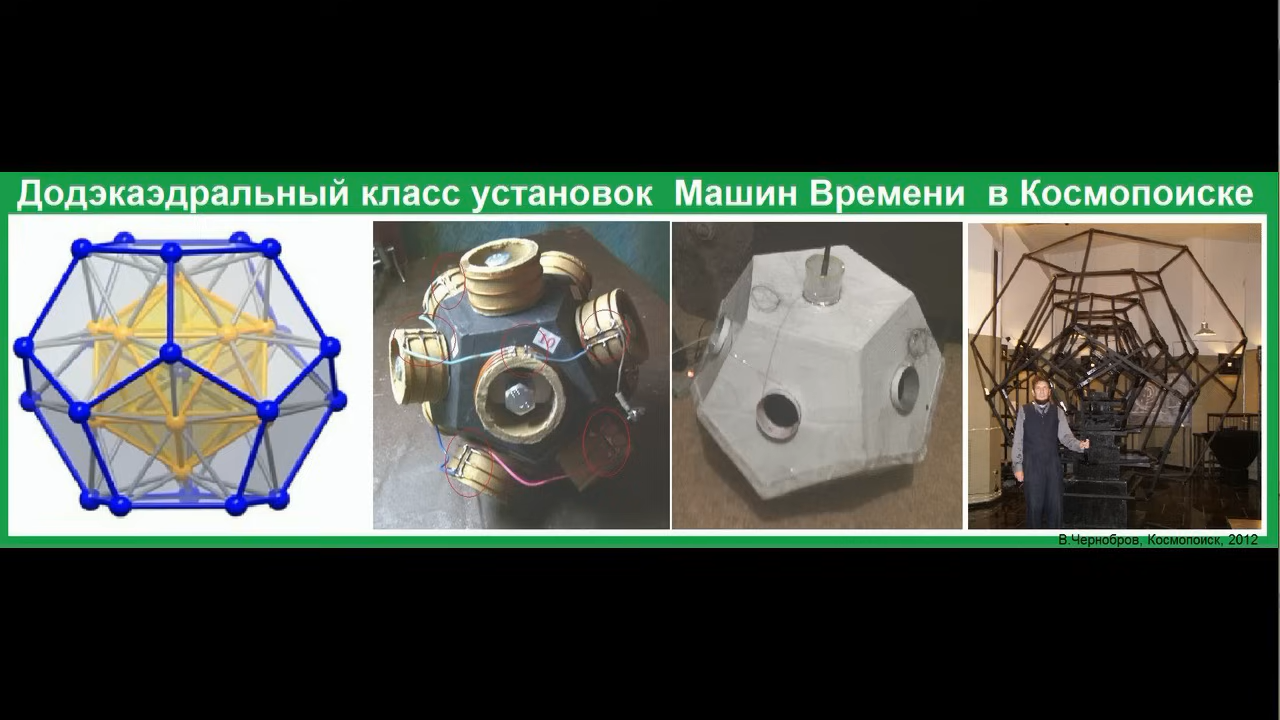 Додэкаэдральный класс установок Машин Времени в Космопоиске
В.Чернобров, Космопоиск, 2012